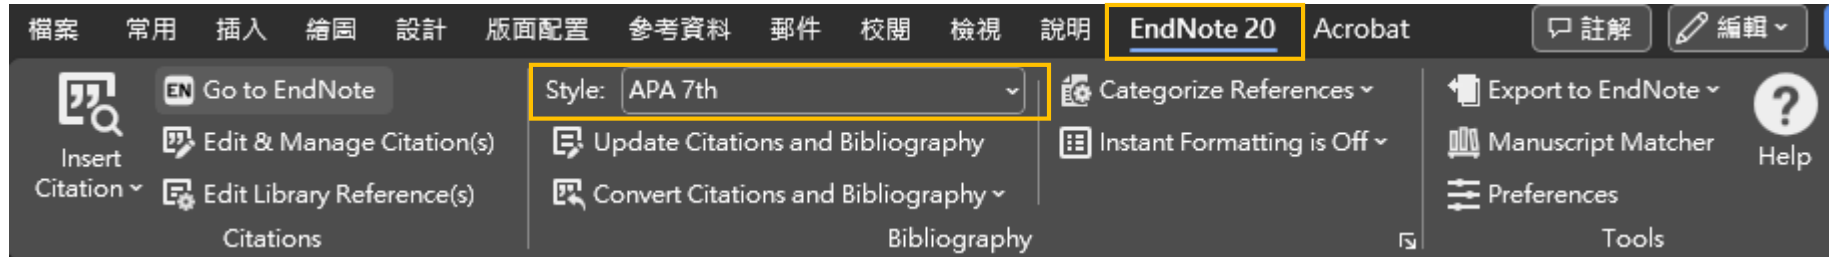 檔案 常用 插入 繪圖 設計 版面配置 參考資料 郵件 校閱 檢視 說明 EndNote 20 Acrobat 註解 編輯
Insert Citation
EN Go to EndNote
Edit & Manage Citation(s)
Edit Library Reference(s)
Citations
Style: APA 7th
Update Citations and Bibliography
Convert Citations and Bibliography
Categorize References
Instant Formatting is Off
Bibliography
Export to EndNote
Manuscript Matcher
Preferences
? Help
Tools